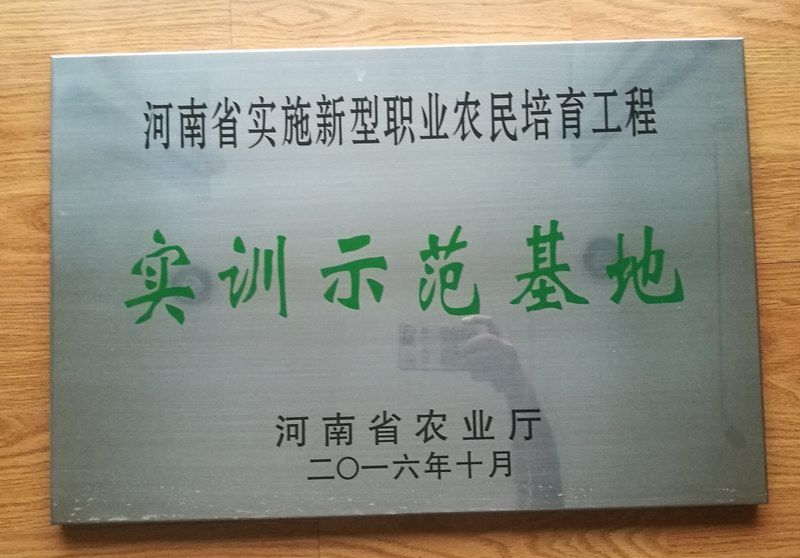 河南省实施新型职业农民培育工程
实训示范基地
河南省农业厅
二〇一六年十月